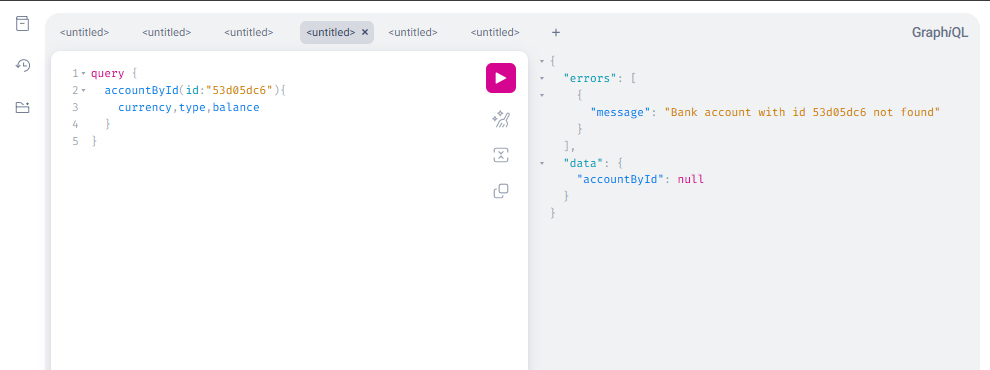 <untitled> <untitled> <untitled> <untitled> × <untitled> <untitled> + GraphiQL
1 query {
2 accountById(id:"53d05dc6"){
3 currency,type,balance
4 }
5 }
{
"errors": [
{
"message": "Bank account with id 53d05dc6 not found"
}
],
"data": {
"accountById": null
}
}